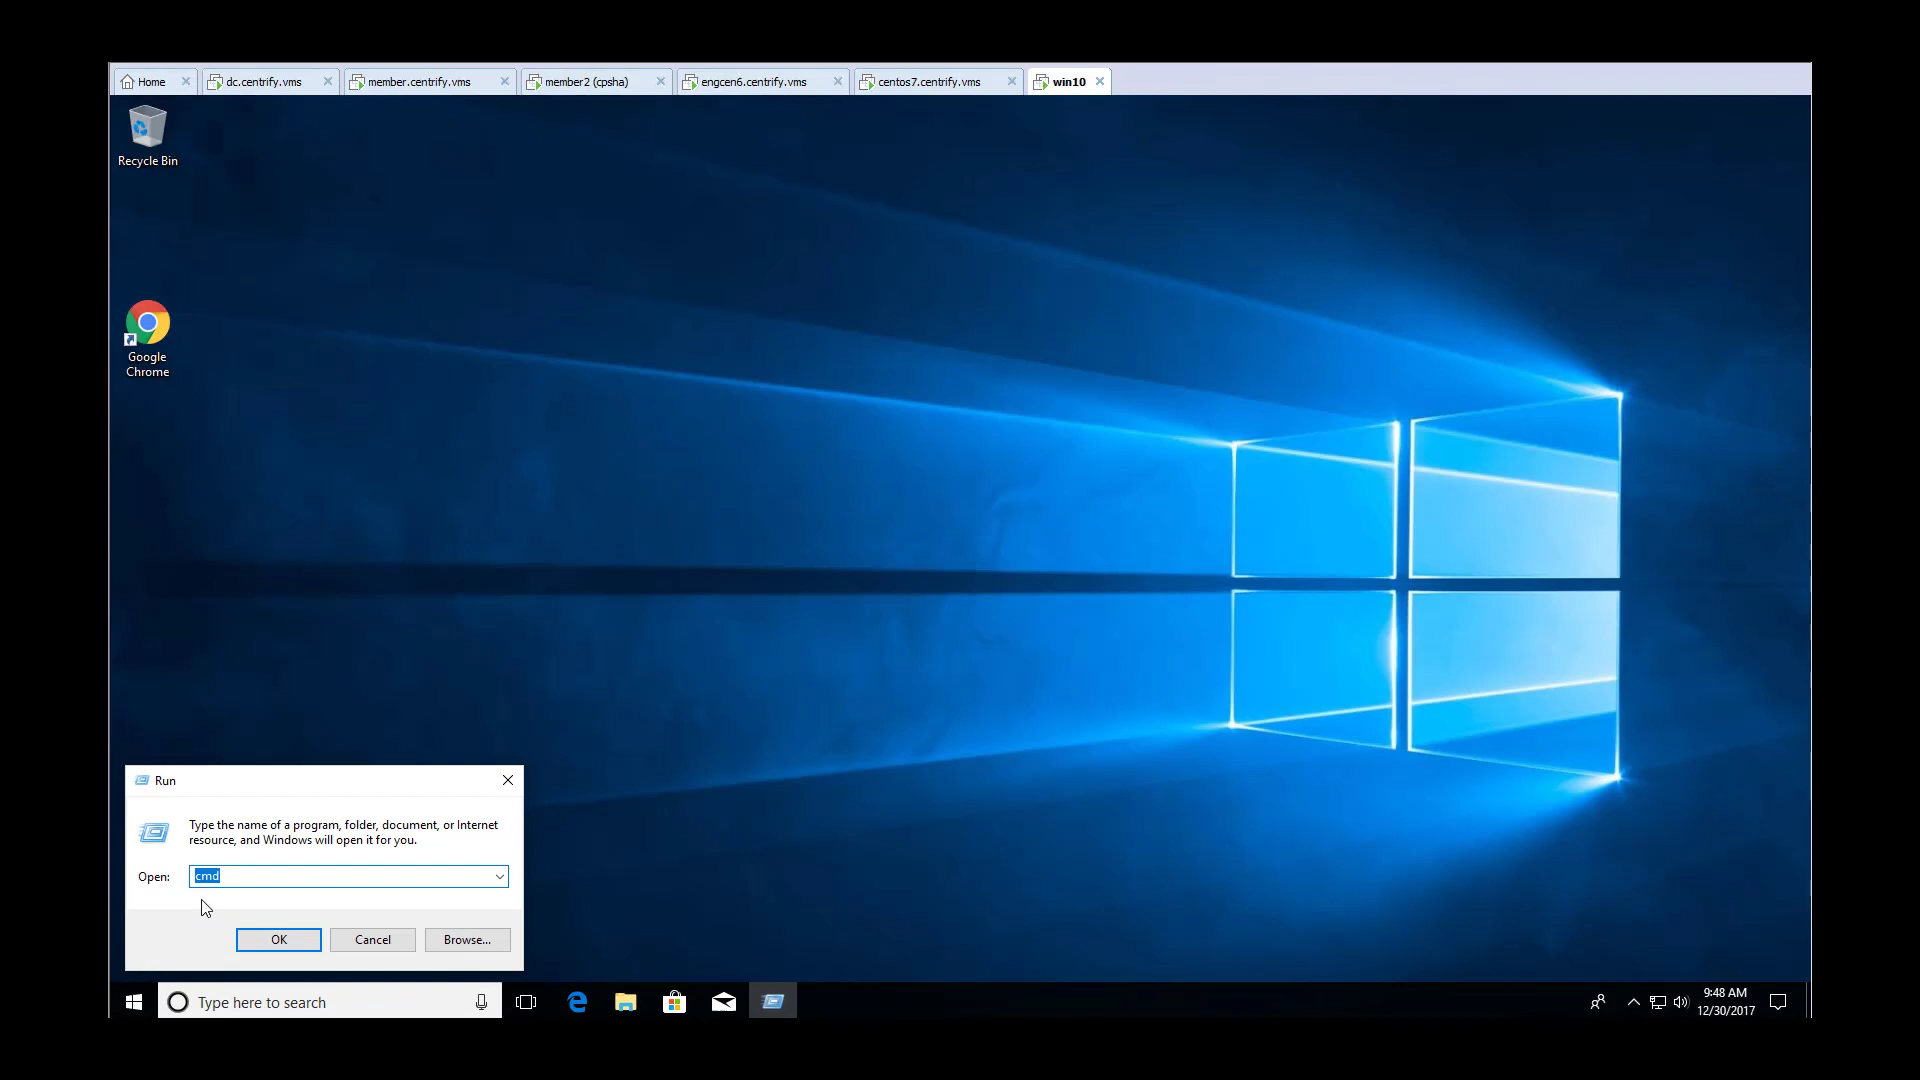 Home
dc.centrify.vms
member.centrify.vms
member2 (cpsha)
engcen6.centrify.vms
centos7.centrify.vms
win10
Recycle Bin
Google
Chrome
Run
Type the name of a program, folder, document, or Internet
resource, and Windows will open it for you.
Open:
cmd
OK
Cancel
Browse...
Type here to search
9:48 AM
12/30/2017